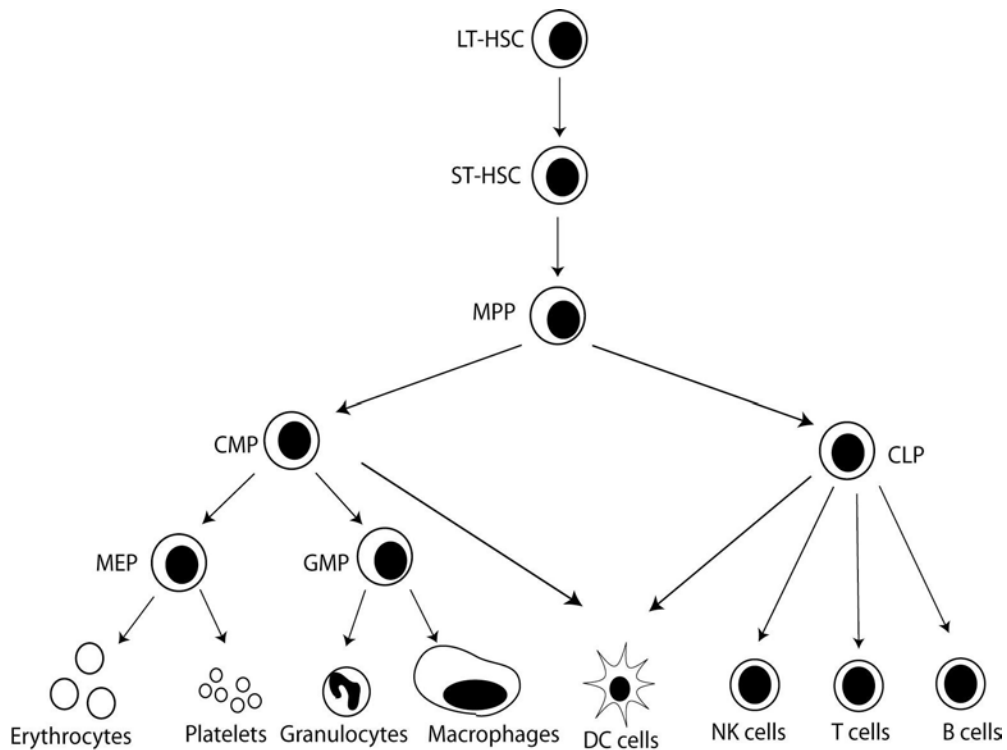 LT-HSC
ST-HSC
MPP
CMP
CLP
MEP
GMP
Erythrocytes
Platelets
Granulocytes
Macrophages
DC cells
NK cells
T cells
B cells